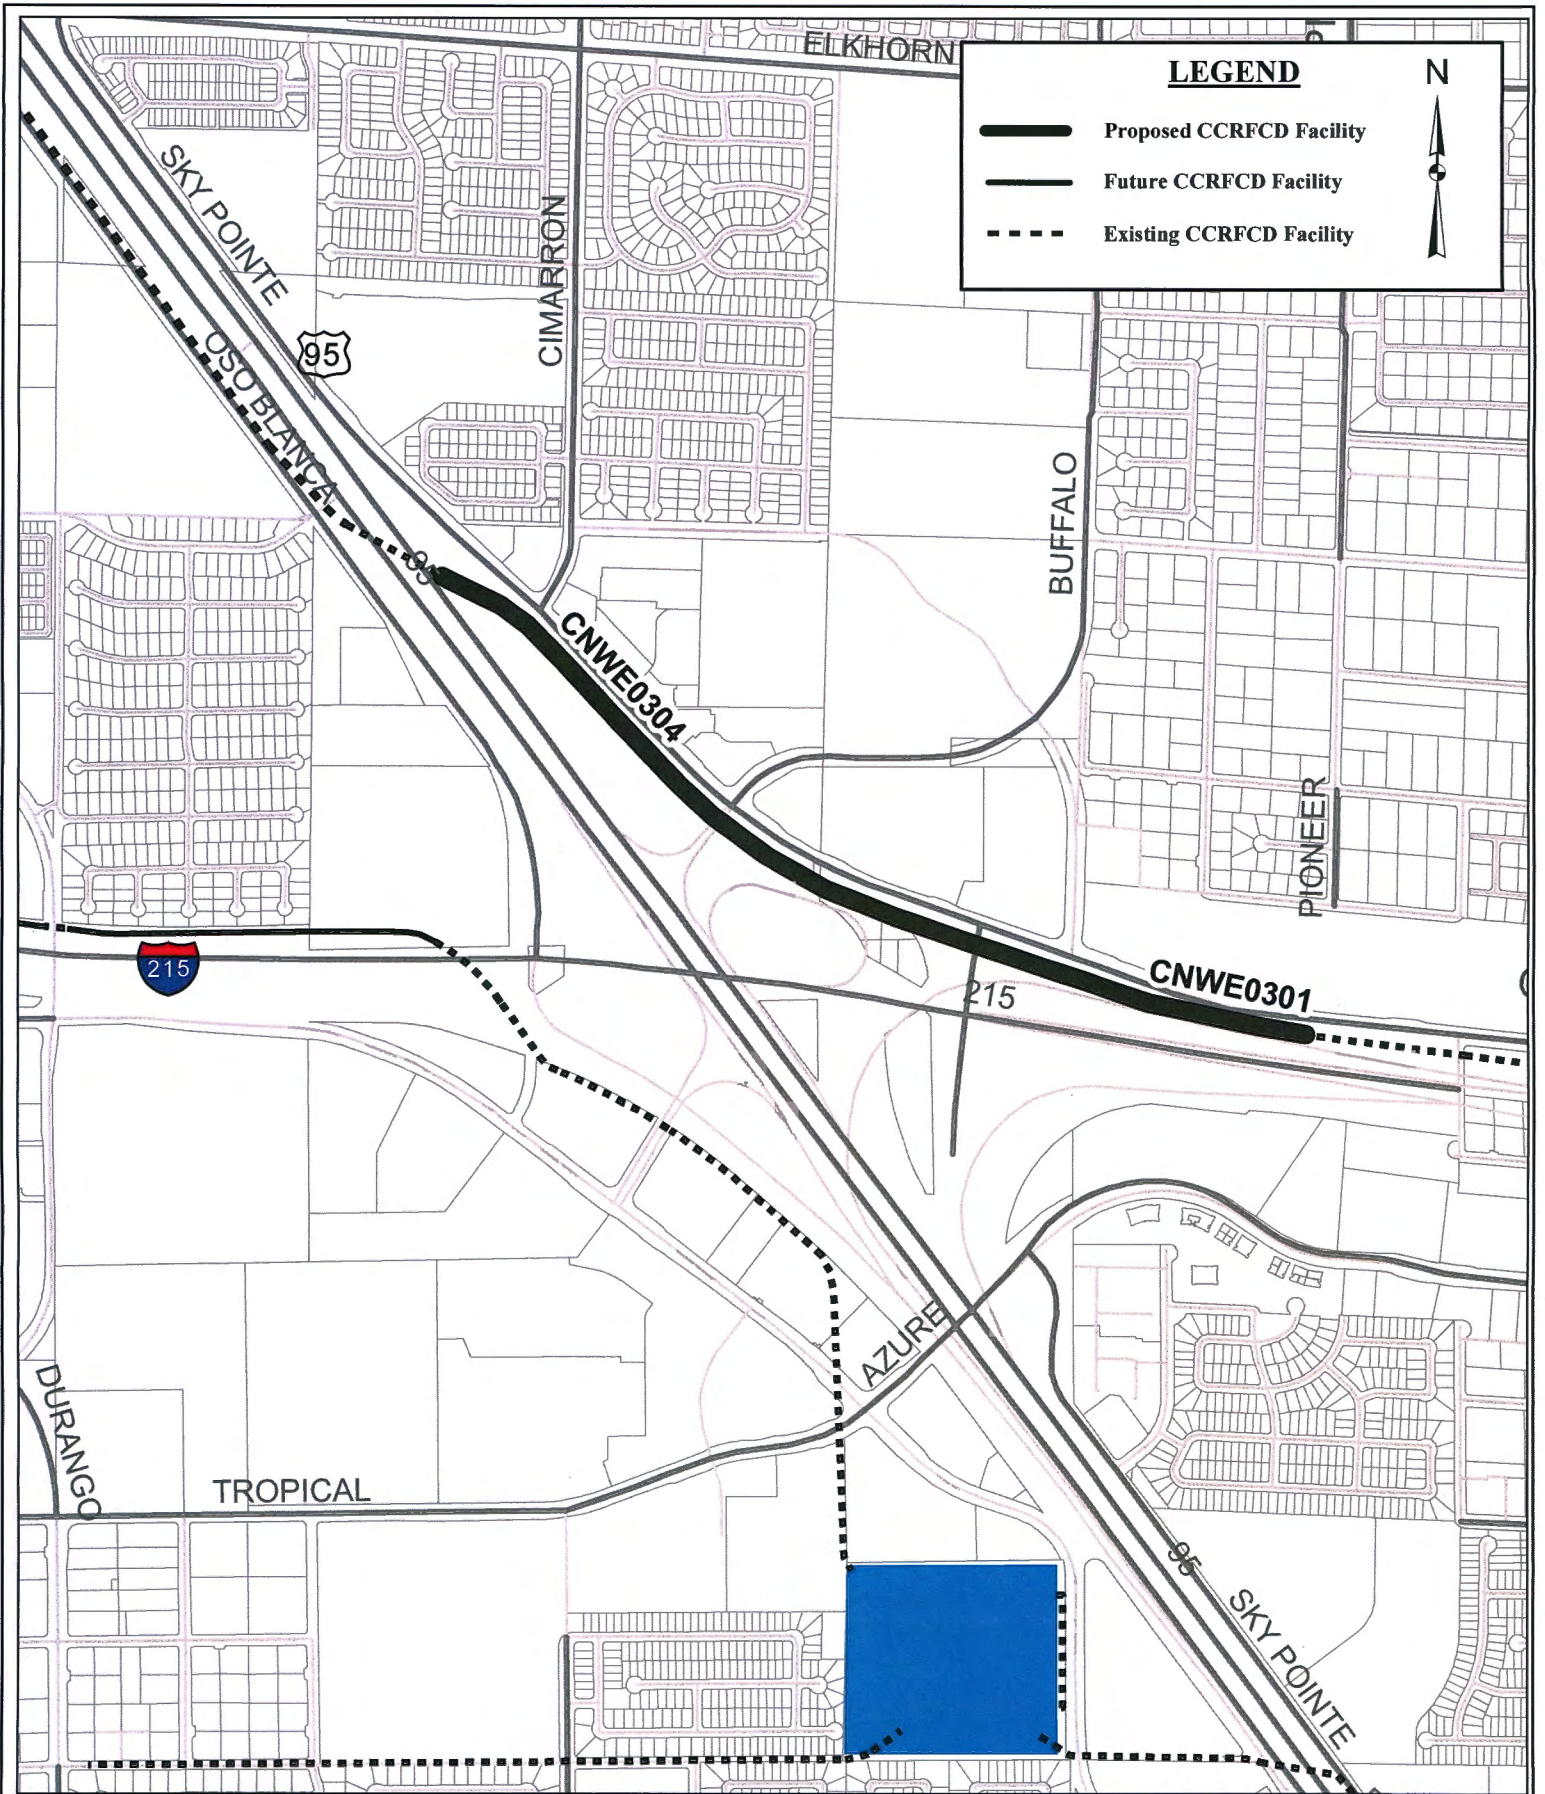 ELKHORN
LEGEND
N
Proposed CCRFCD Facility
Future CCRFCD Facility
Existing CCRFCD Facility
SKY POINTE
CIMARRON
95
OSO BLANCA
BUFFALO
95
CNWE0304
PIONEER
215
CNWE0301
215
AZURE
DURANGO
TROPICAL
95
SKY POINTE